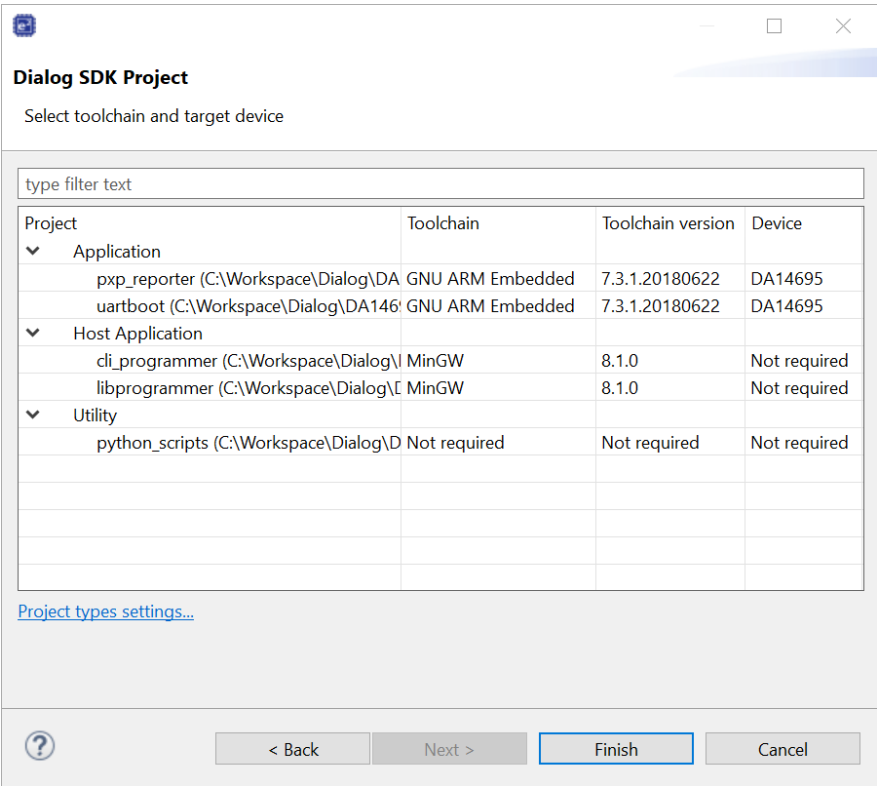 Dialog SDK Project
Select toolchain and target device
type filter text
Project Toolchain Toolchain version Device
Application
pxp_reporter (C:\Workspace\Dialog\DA GNU ARM Embedded 7.3.1.20180622 DA14695
uartboot (C:\Workspace\Dialog\DA146 GNU ARM Embedded 7.3.1.20180622 DA14695
Host Application
cli_programmer (C:\Workspace\Dialog\ MinGW 8.1.0 Not required
libprogrammer (C:\Workspace\Dialog\D MinGW 8.1.0 Not required
Utility
python_scripts (C:\Workspace\Dialog\D Not required Not required Not required
Project types settings...
? < Back Next > Finish Cancel